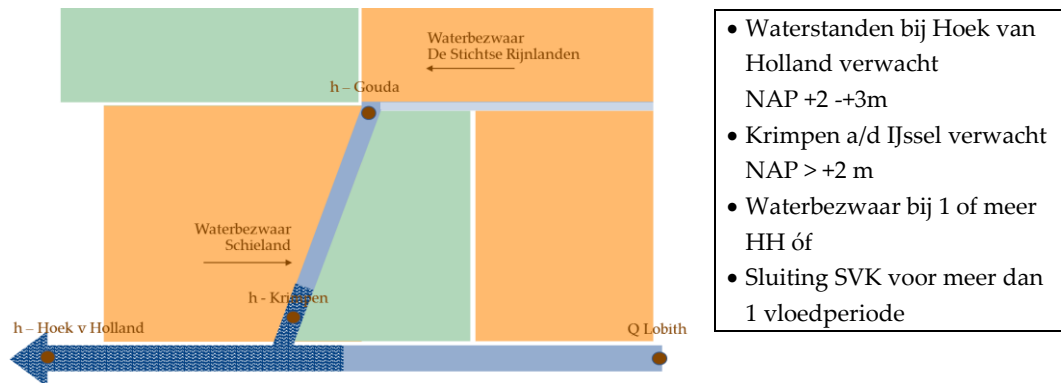 Waterbezwaar
De Stichtse Rijnlanden
h – Gouda
Waterbezwaar
Schieland
h - Krimpen
h – Hoek v Holland
Q Lobith
• Waterstanden bij Hoek van
Holland verwacht
NAP +2 -+3m
• Krimpen a/d IJssel verwacht
NAP > +2 m
• Waterbezwaar bij 1 of meer
HH óf
• Sluiting SVK voor meer dan
1 vloedperiode